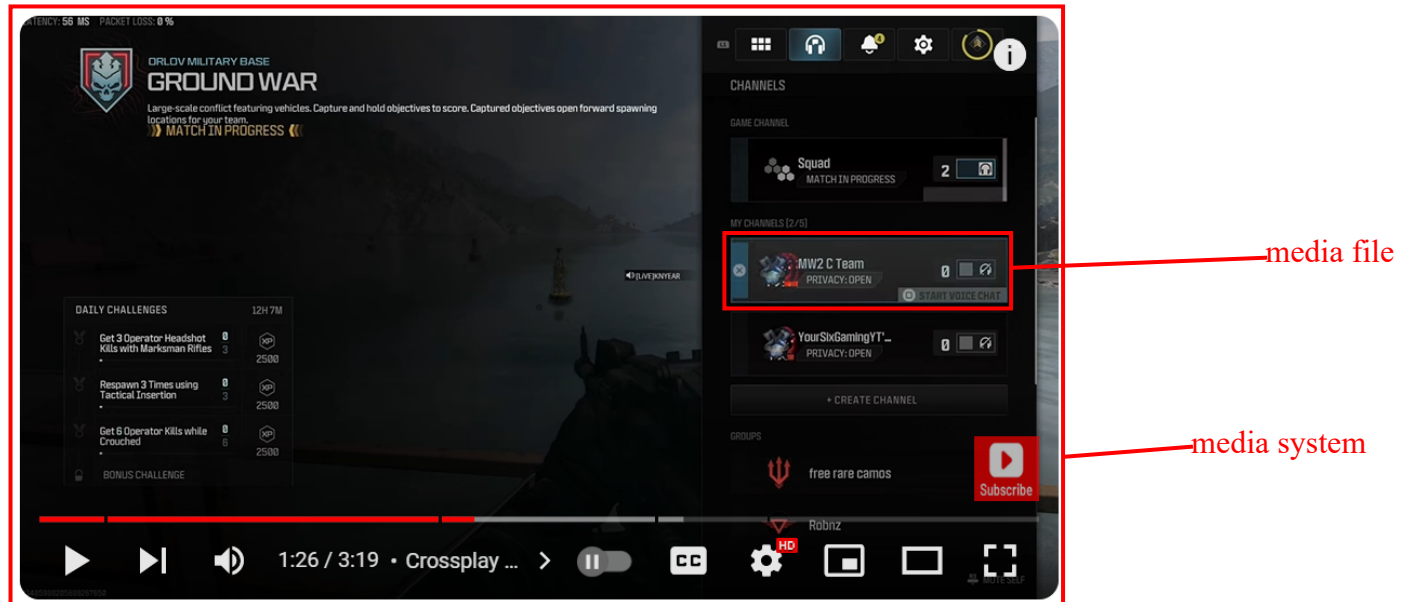 LATENCY: 56 MS PACKET LOSS: 0 %
ORLOV MILITARY BASE
GROUND WAR
Large-scale conflict featuring vehicles. Capture and hold objectives to score. Captured objectives open forward spawning
locations for your team.
MATCH IN PROGRESS
CHANNELS
GAME CHANNEL
Squad
MATCH IN PROGRESS
2
MY CHANNELS [2/5]
MW2 C Team
PRIVACY: OPEN
0
START VOICE CHAT
media file
[LIVE]KNYEAR
YourSIxGamingYT'...
PRIVACY: OPEN
0
+ CREATE CHANNEL
GROUPS
free rare camos
Robnz
MUTE SELF
DAILY CHALLENGES 12H 7M
Get 3 Operator Headshot
Kills with Marksman Rifles
0
3
XP
2500
Respawn 3 Times using
Tactical Insertion
0
3
XP
2500
Get 6 Operator Kills while
Crouched
0
6
XP
2500
BONUS CHALLENGE
media system
Subscribe
1:26 / 3:19 • Crossplay ... >
CC
HD
4
i